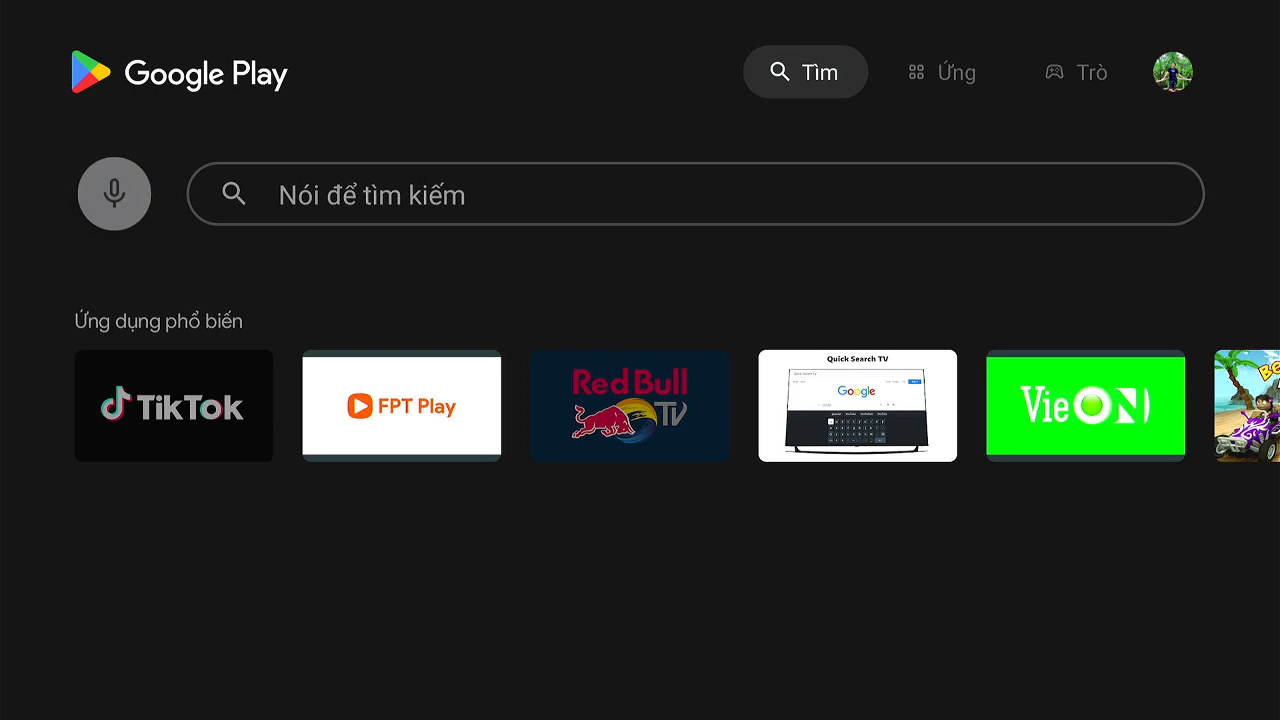 Google Play
Tìm
Ứng
Trò
Nói để tìm kiếm
Ứng dụng phổ biến
TikTok
FPT Play
Red Bull
TV
Quick Search TV
Google
VieON
Be